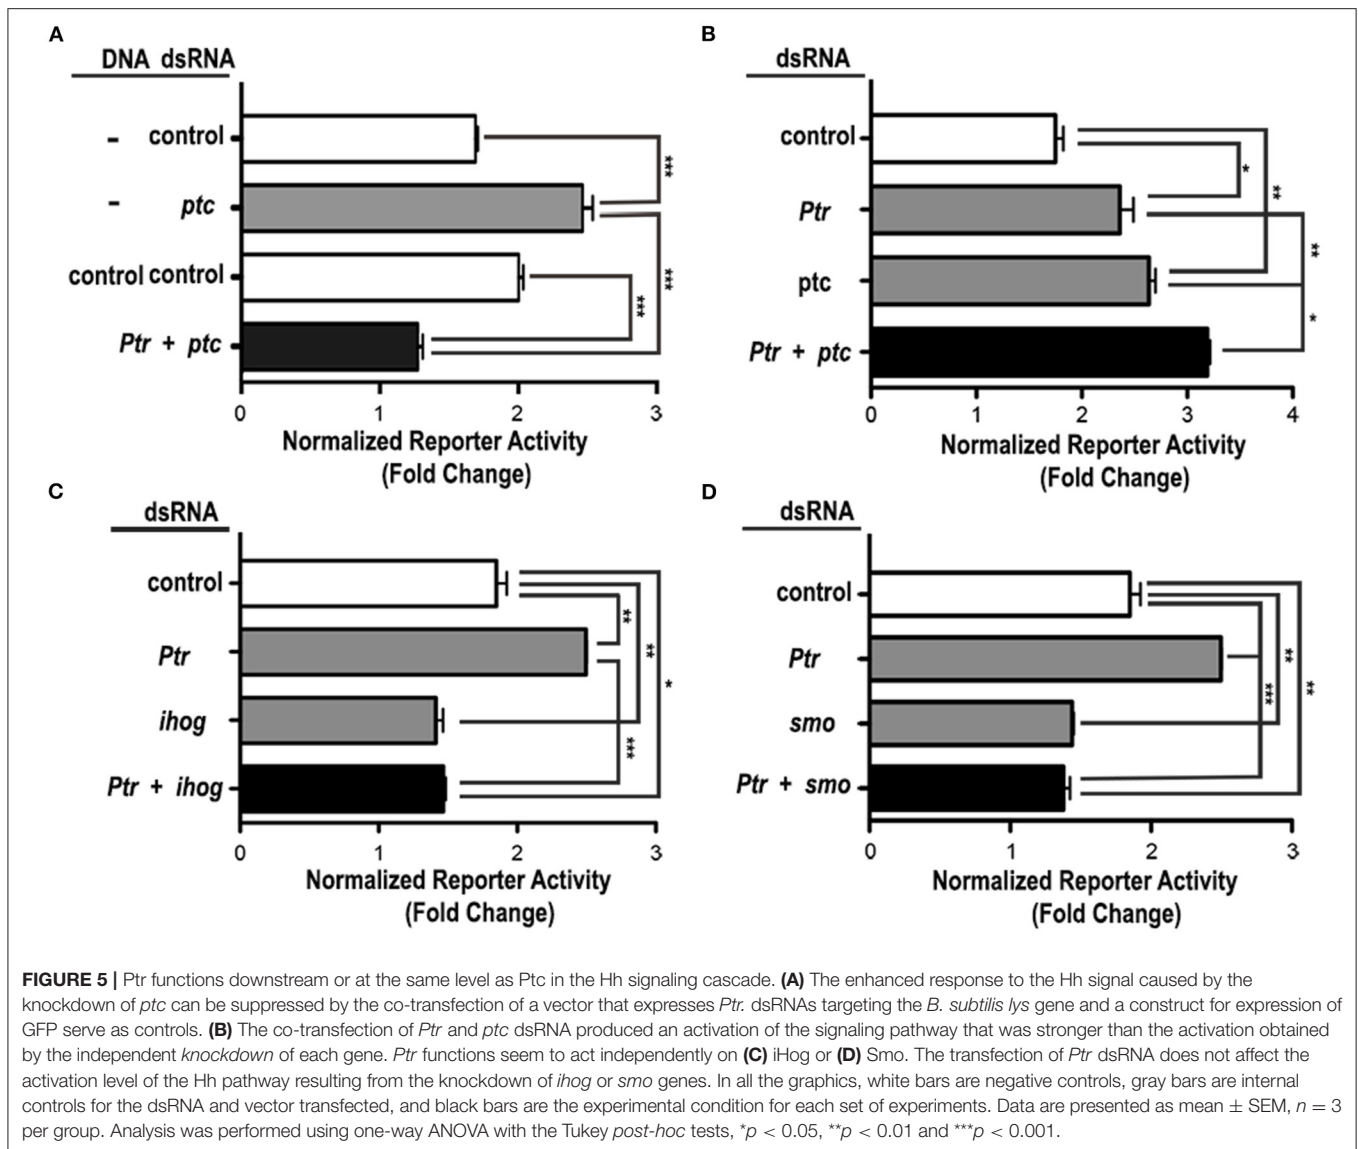 A
DNA dsRNA
- control
- ptc
control control
Ptr + ptc
***
***
***
0 1 2 3
Normalized Reporter Activity
(Fold Change)
B
dsRNA
control
Ptr
ptc
Ptr + ptc
*
**
**
*
0 1 2 3 4
Normalized Reporter Activity
(Fold Change)
C
dsRNA
control
Ptr
ihog
Ptr + ihog
**
**
*
***
0 1 2 3
Normalized Reporter Activity
(Fold Change)
D
dsRNA
control
Ptr
smo
Ptr + smo
***
**
**
0 1 2 3
Normalized Reporter Activity
(Fold Change)
FIGURE 5 | Ptr functions downstream or at the same level as Ptc in the Hh signaling cascade. (A) The enhanced response to the Hh signal caused by the
knockdown of ptc can be suppressed by the co-transfection of a vector that expresses Ptr. dsRNAs targeting the B. subtilis lys gene and a construct for expression of
GFP serve as controls. (B) The co-transfection of Ptr and ptc dsRNA produced an activation of the signaling pathway that was stronger than the activation obtained
by the independent knockdown of each gene. Ptr functions seem to act independently on (C) iHog or (D) Smo. The transfection of Ptr dsRNA does not affect the
activation level of the Hh pathway resulting from the knockdown of ihog or smo genes. In all the graphics, white bars are negative controls, gray bars are internal
controls for the dsRNA and vector transfected, and black bars are the experimental condition for each set of experiments. Data are presented as mean ± SEM, n = 3
per group. Analysis was performed using one-way ANOVA with the Tukey post-hoc tests, *p < 0.05, **p < 0.01 and ***p < 0.001.